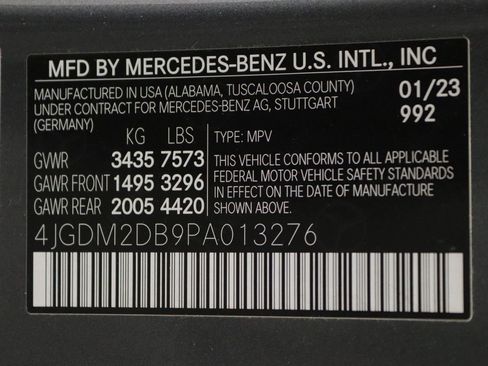 MFD BY MERCEDES-BENZ U.S. INTL., INC
MANUFACTURED IN USA (ALABAMA, TUSCALOOSA COUNTY) 01/23
UNDER CONTRACT FOR MERCEDES-BENZ AG, STUTTGART 992
(GERMANY)
KG LBS TYPE: MPV
GVWR 3435 7573 THIS VEHICLE CONFORMS TO ALL APPLICABLE
GAWR FRONT 1495 3296 FEDERAL MOTOR VEHICLE SAFETY STANDARDS
GAWR REAR 2005 4420 IN EFFECT ON THE DATE OF MANUFACTURE SHOWN ABOVE.
4JGDM2DB9PA013276